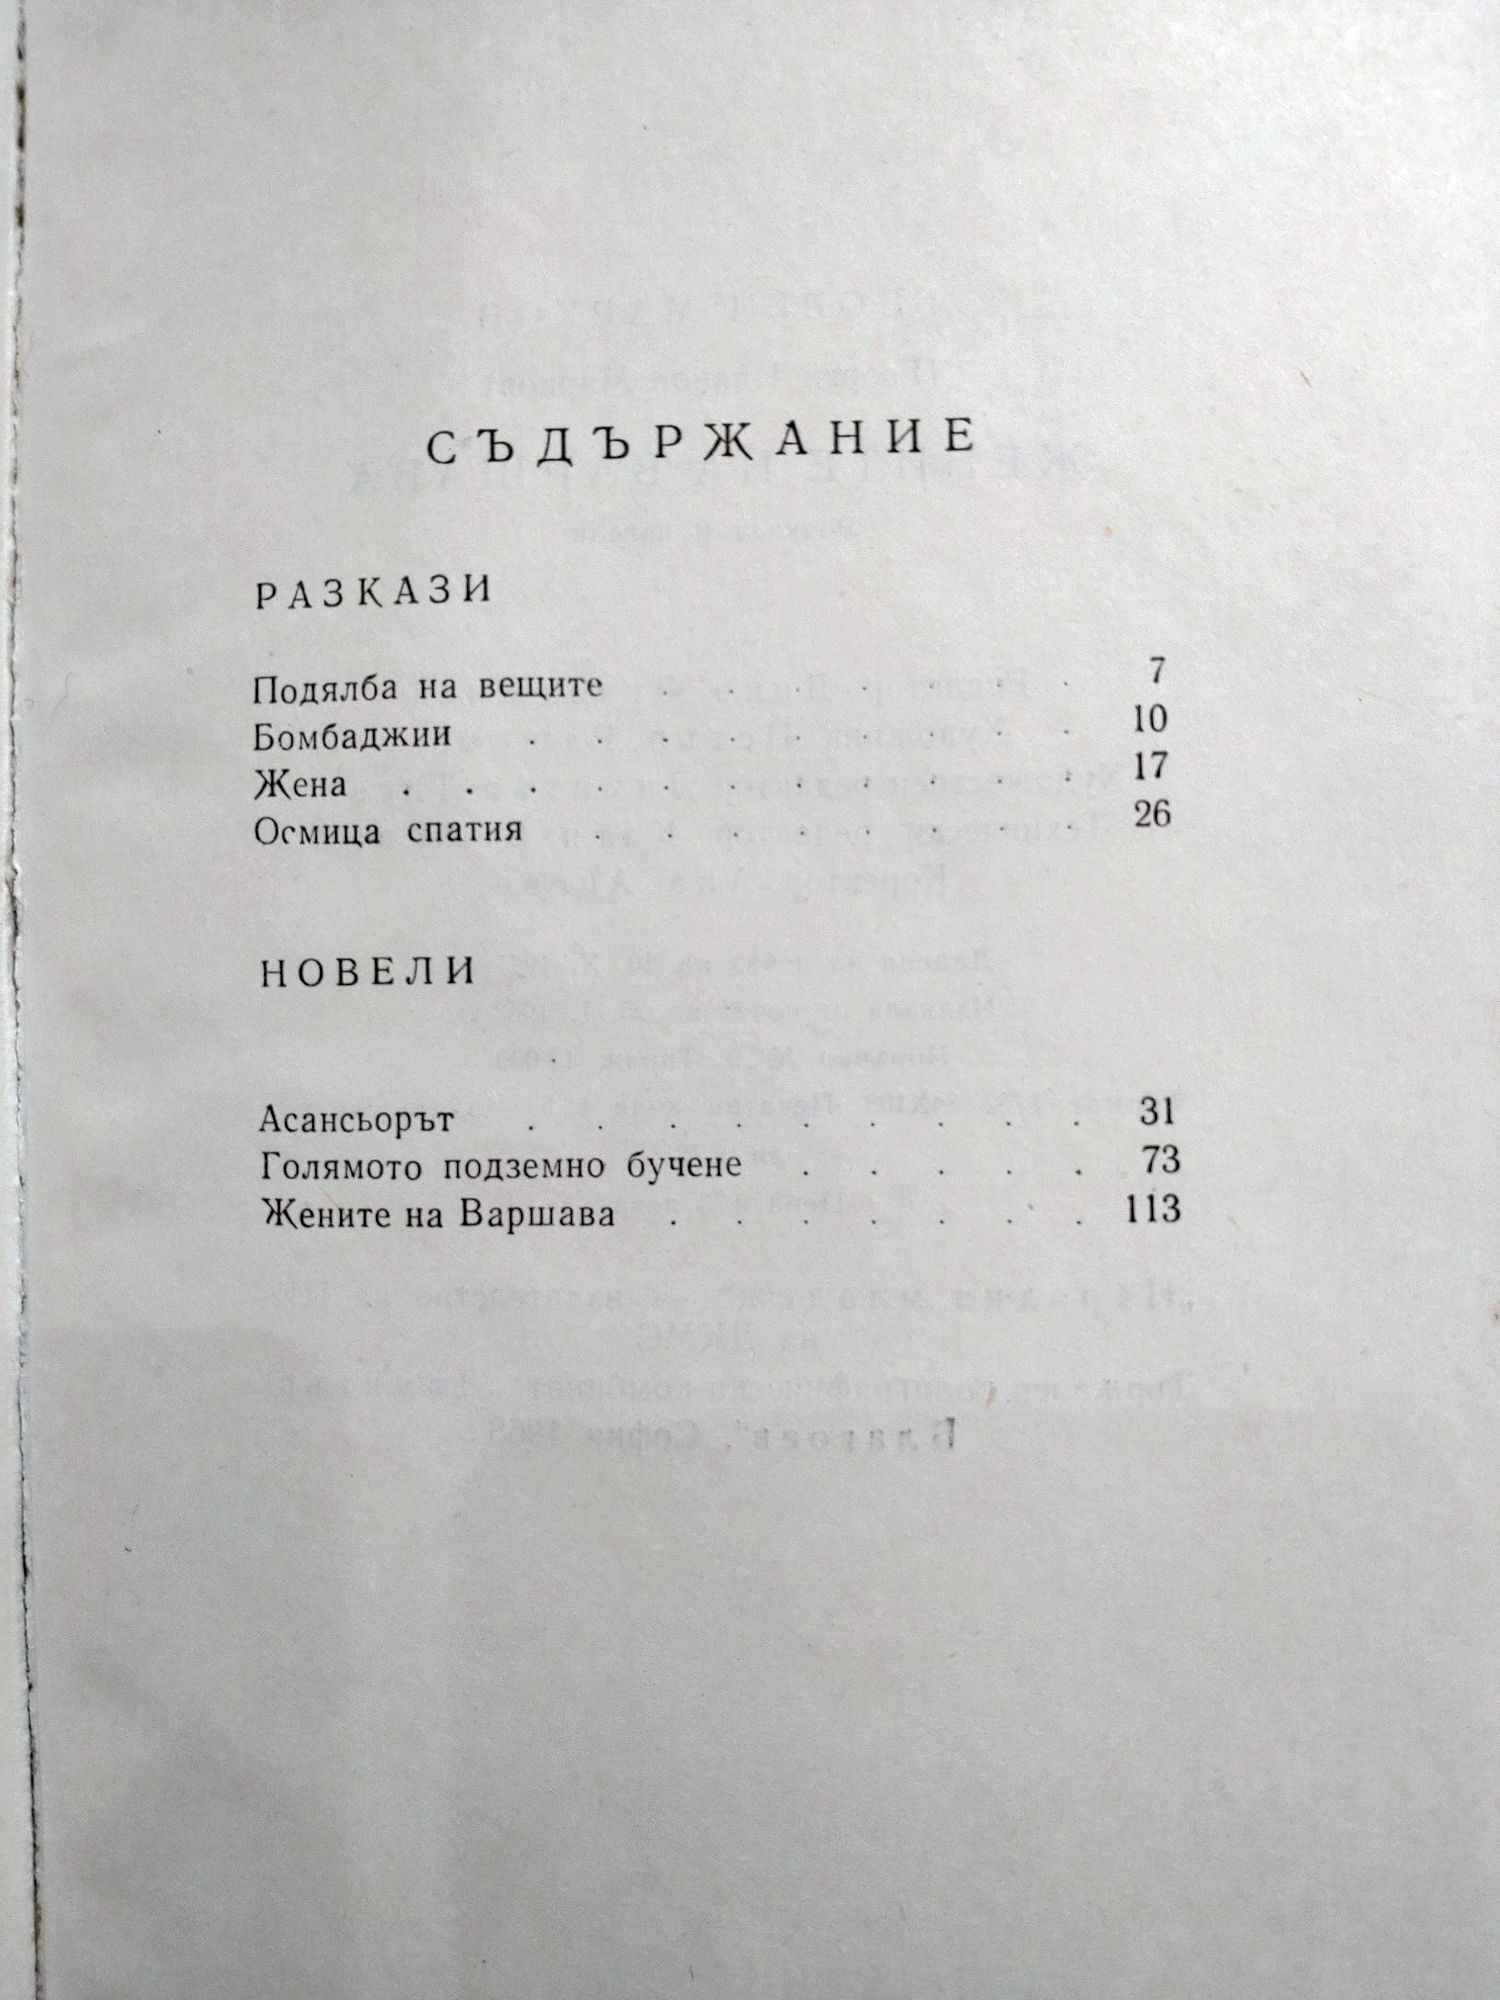 СЪДЪРЖАНИЕ
РАЗКАЗИ
Подялба на вещите . . . . . . . 7
Бомбаджии . . . . . . . . . 10
Жена . . . . . . . . . . . 17
Осмица спатия . . . . . . . . 26
НОВЕЛИ
Асансьорът . . . . . . . . . 31
Голямото подземно бучене . . . . . 73
Жените на Варшава . . . . . . . 113